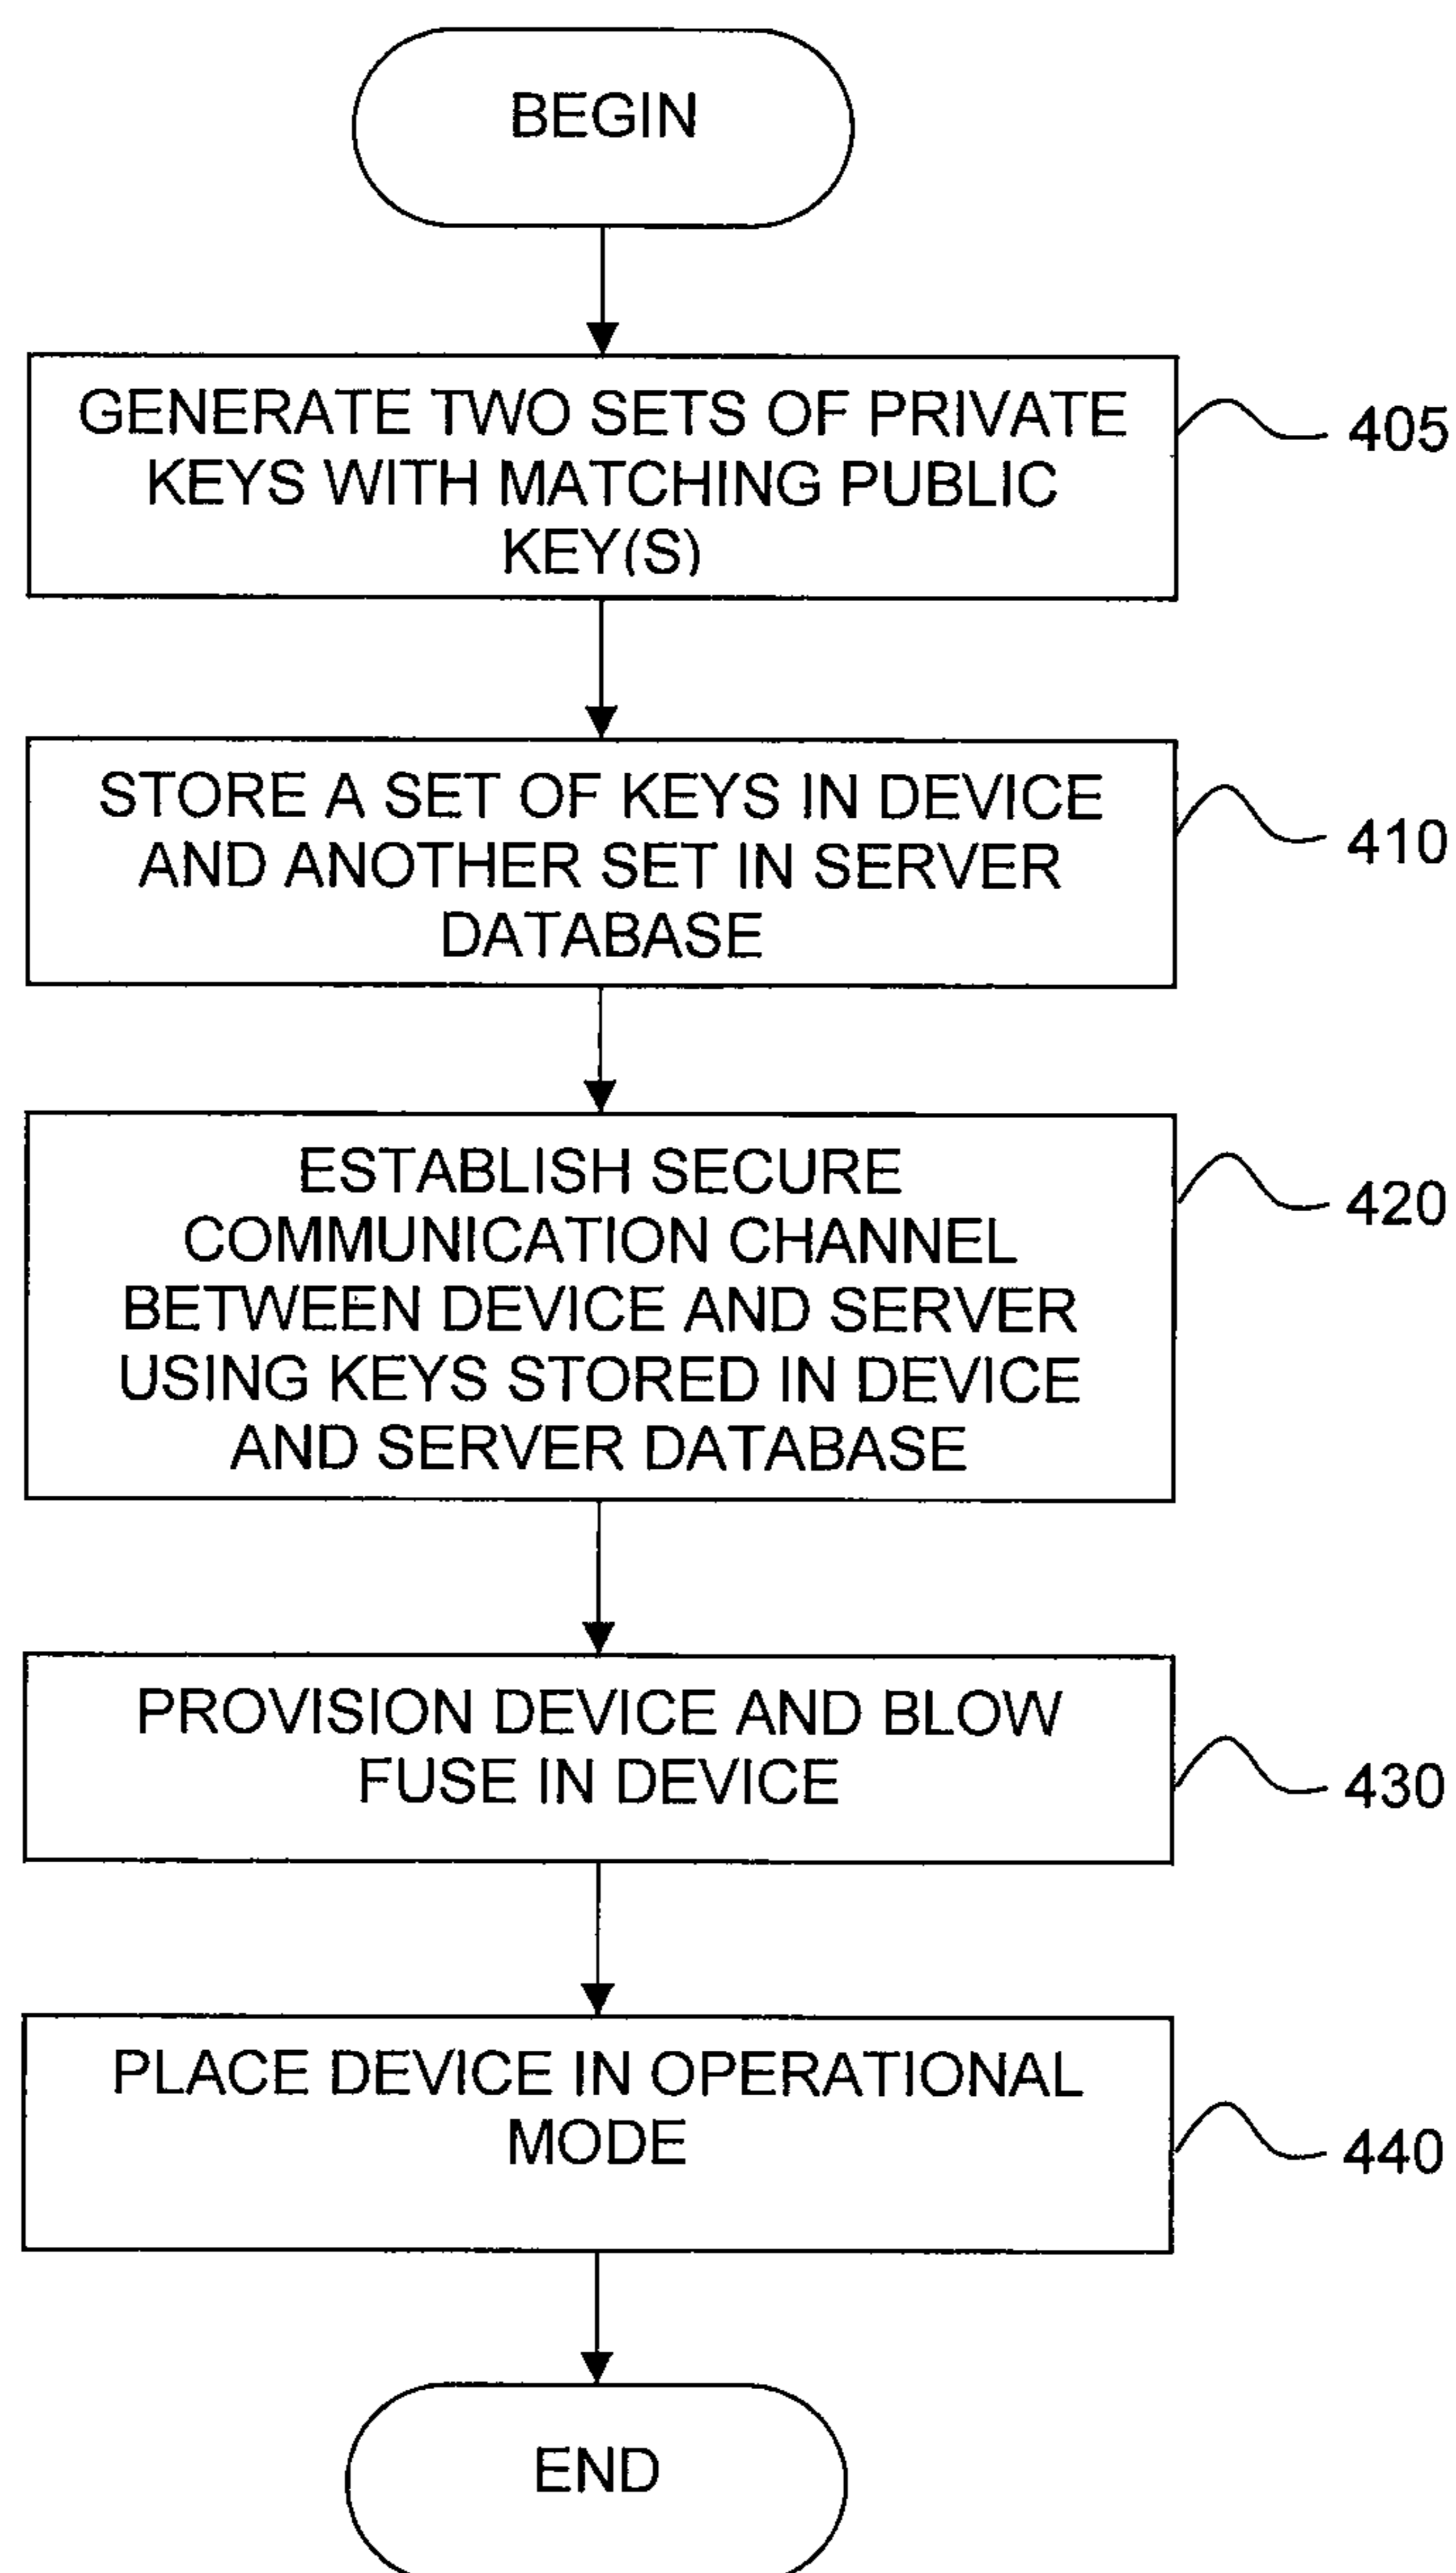 BEGIN
GENERATE TWO SETS OF PRIVATE
KEYS WITH MATCHING PUBLIC
KEY(S)
405
STORE A SET OF KEYS IN DEVICE
AND ANOTHER SET IN SERVER
DATABASE
410
ESTABLISH SECURE
COMMUNICATION CHANNEL
BETWEEN DEVICE AND SERVER
USING KEYS STORED IN DEVICE
AND SERVER DATABASE
420
PROVISION DEVICE AND BLOW
FUSE IN DEVICE
430
PLACE DEVICE IN OPERATIONAL
MODE
440
END